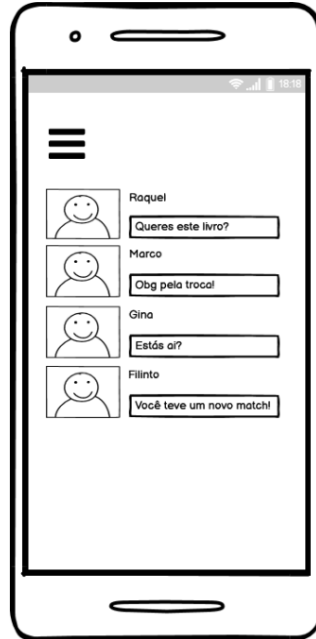 18:18
Raquel
Queres este livro?
Marco
Obg pela troca!
Gina
Estás aí?
Filinto
Você teve um novo match!